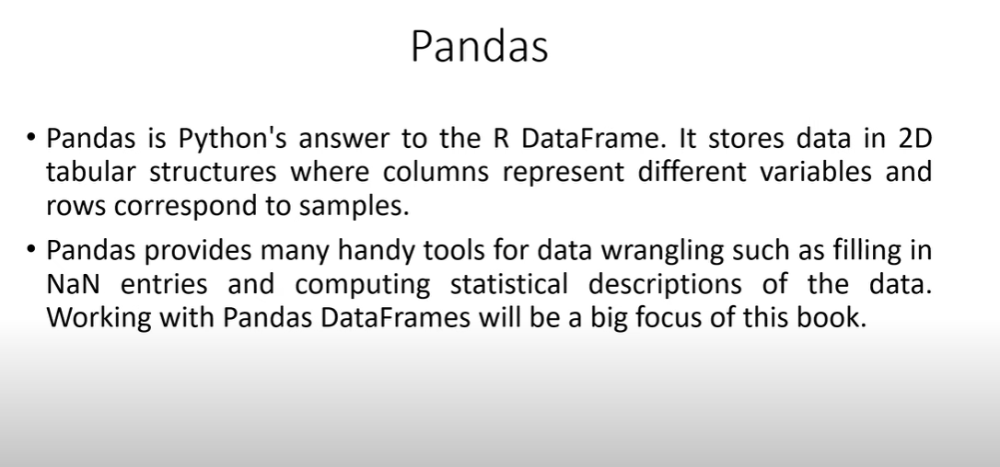 Pandas
• Pandas is Python's answer to the R DataFrame. It stores data in 2D
tabular structures where columns represent different variables and
rows correspond to samples.
• Pandas provides many handy tools for data wrangling such as filling in
NaN entries and computing statistical descriptions of the data.
Working with Pandas DataFrames will be a big focus of this book.